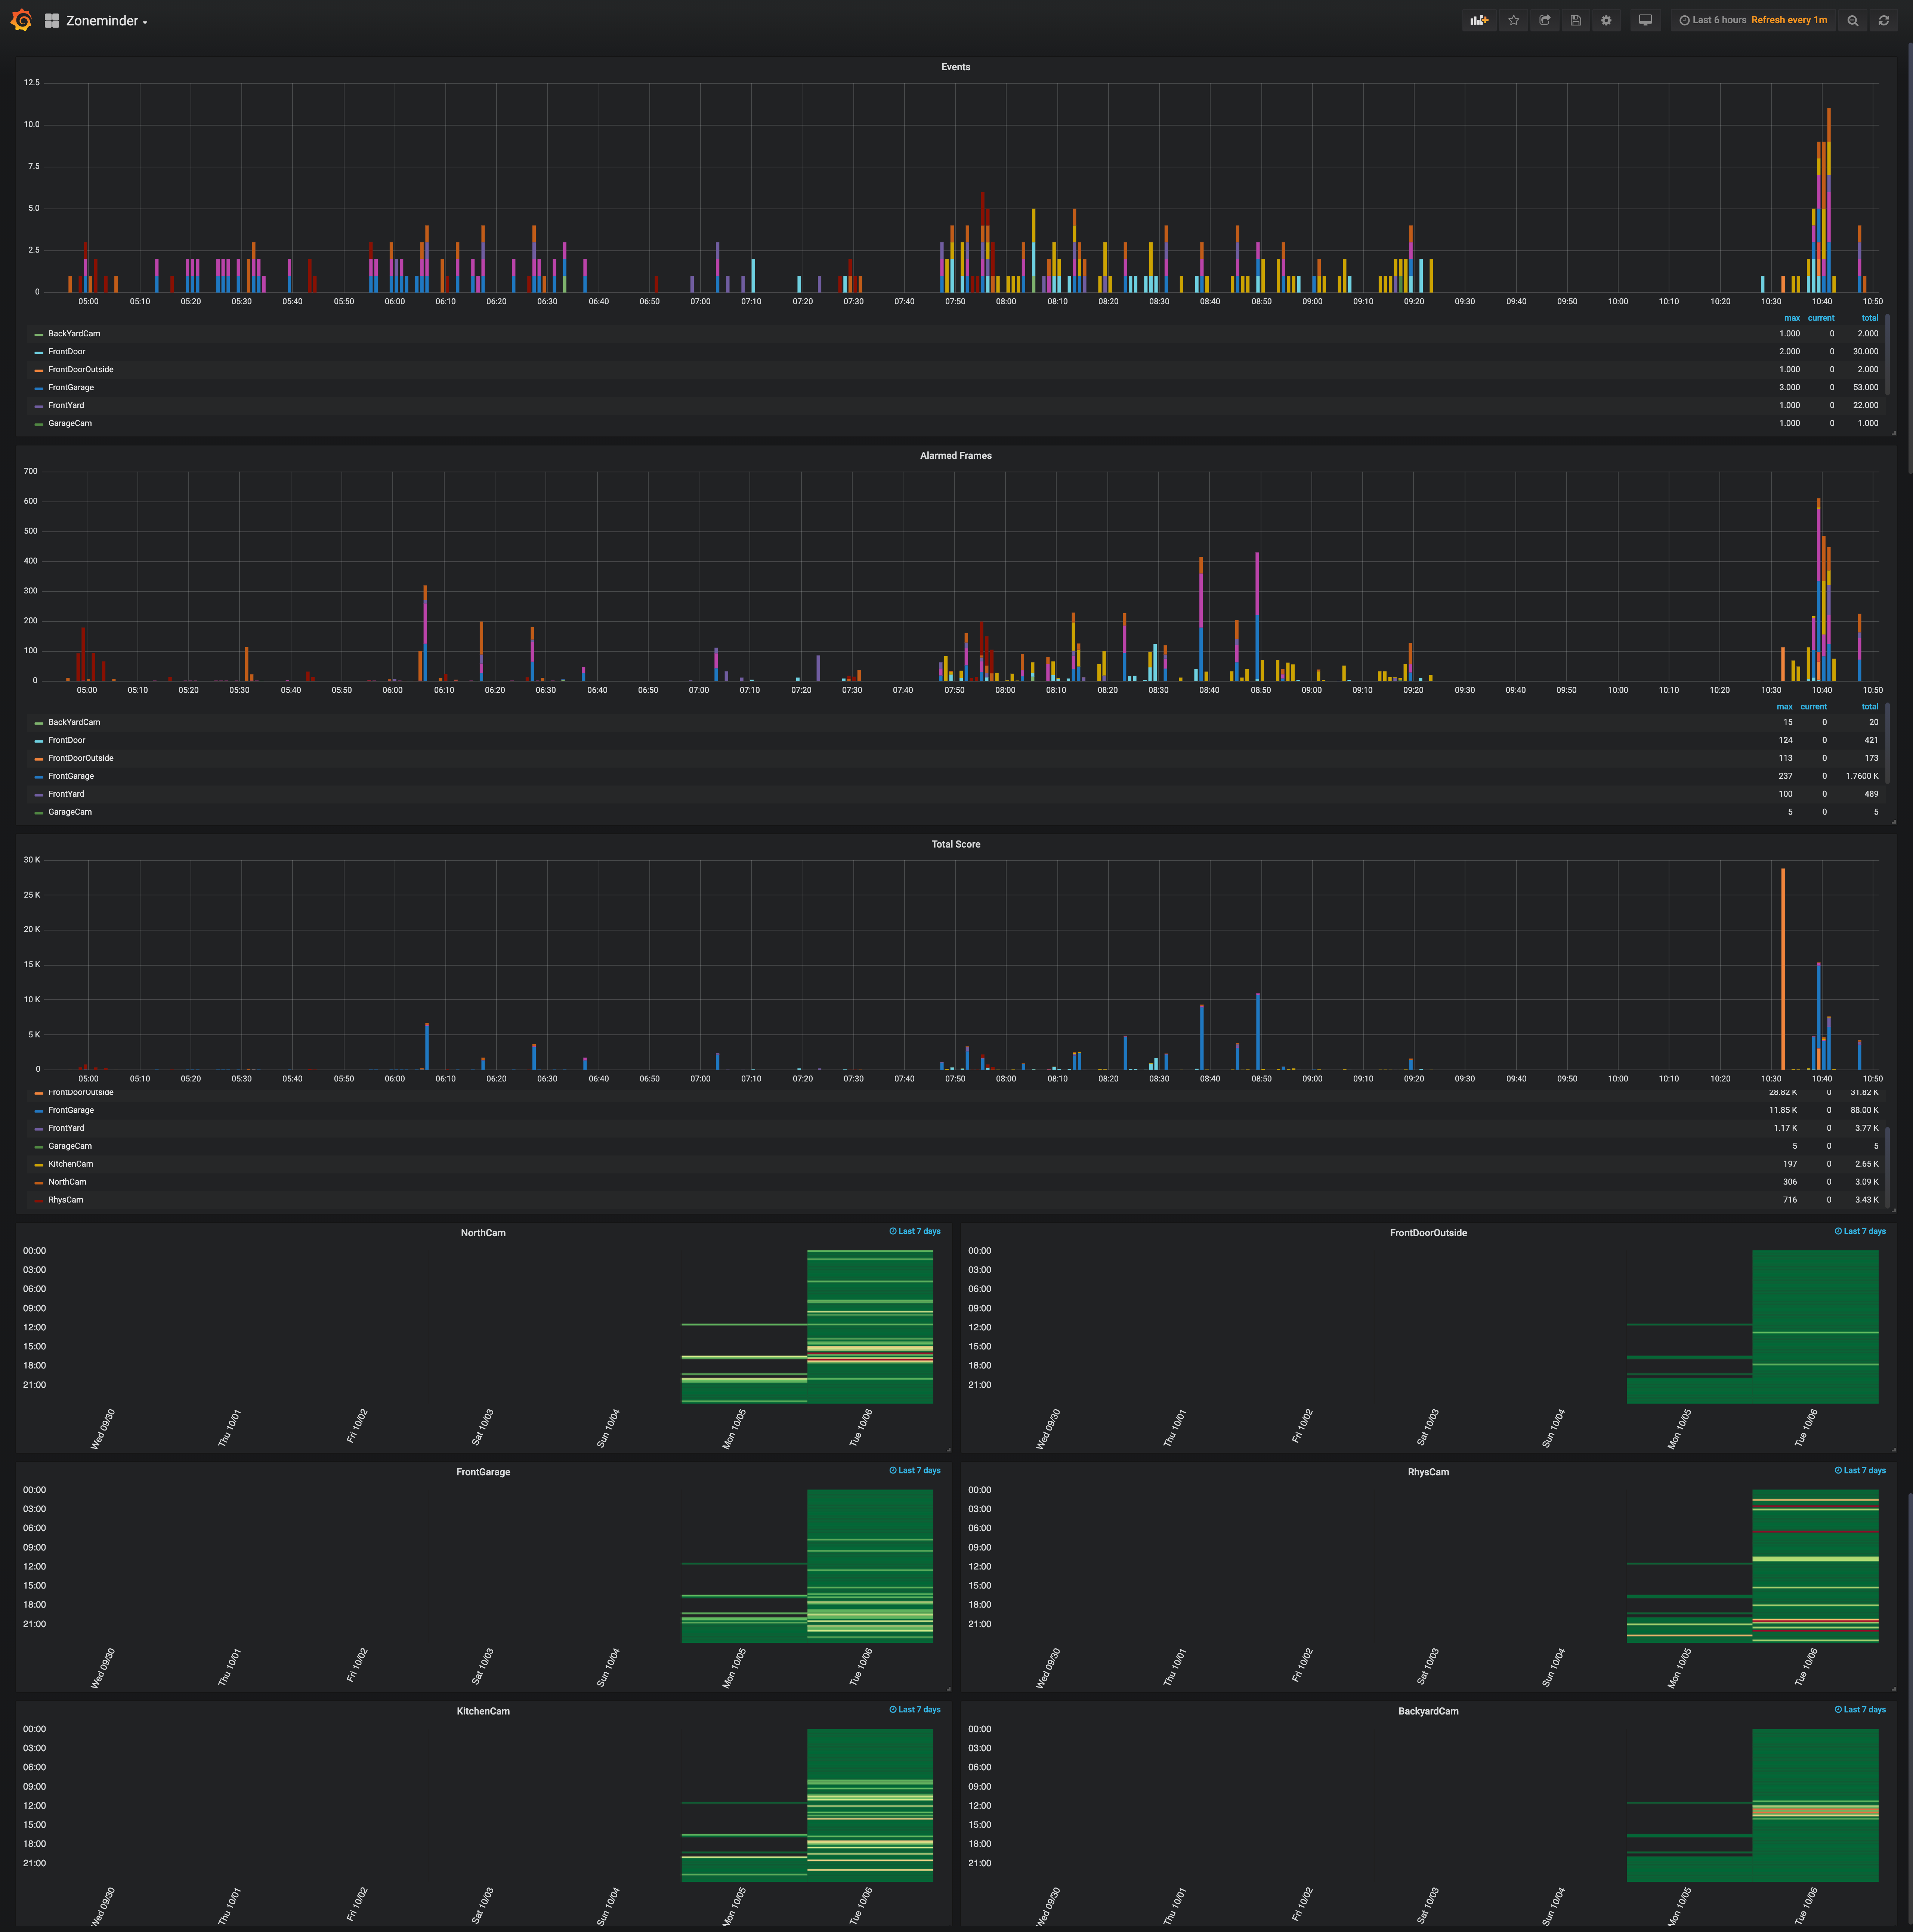 Zoneminder
Last 6 hours Refresh every 1m
Events
12.5
10.0
7.5
5.0
2.5
0
05:00 05:10 05:20 05:30 05:40 05:50 06:00 06:10 06:20 06:30 06:40 06:50 07:00 07:10 07:20 07:30 07:40 07:50 08:00 08:10 08:20 08:30 08:40 08:50 09:00 09:10 09:20 09:30 09:40 09:50 10:00 10:10 10:20 10:30 10:40 10:50
max current total
BackYardCam 1.000 0 2.000
FrontDoor 2.000 0 30.000
FrontDoorOutside 1.000 0 2.000
FrontGarage 3.000 0 53.000
FrontYard 1.000 0 22.000
GarageCam 1.000 0 1.000
Alarmed Frames
700
600
500
400
300
200
100
0
05:00 05:10 05:20 05:30 05:40 05:50 06:00 06:10 06:20 06:30 06:40 06:50 07:00 07:10 07:20 07:30 07:40 07:50 08:00 08:10 08:20 08:30 08:40 08:50 09:00 09:10 09:20 09:30 09:40 09:50 10:00 10:10 10:20 10:30 10:40 10:50
max current total
BackYardCam 15 0 20
FrontDoor 124 0 421
FrontDoorOutside 113 0 173
FrontGarage 237 0 1.7600 K
FrontYard 100 0 489
GarageCam 5 0 5
Total Score
30 K
25 K
20 K
15 K
10 K
5 K
0
05:00 05:10 05:20 05:30 05:40 05:50 06:00 06:10 06:20 06:30 06:40 06:50 07:00 07:10 07:20 07:30 07:40 07:50 08:00 08:10 08:20 08:30 08:40 08:50 09:00 09:10 09:20 09:30 09:40 09:50 10:00 10:10 10:20 10:30 10:40 10:50
FrontDoorOutside 28.82 K 0 31.82 K
FrontGarage 11.85 K 0 88.00 K
FrontYard 1.17 K 0 3.77 K
GarageCam 5 0 5
KitchenCam 197 0 2.65 K
NorthCam 306 0 3.09 K
RhysCam 716 0 3.43 K
NorthCam
Last 7 days
00:00
03:00
06:00
09:00
12:00
15:00
18:00
21:00
Wed 09/30 Thu 10/01 Fri 10/02 Sat 10/03 Sun 10/04 Mon 10/05 Tue 10/06
FrontDoorOutside
Last 7 days
00:00
03:00
06:00
09:00
12:00
15:00
18:00
21:00
Wed 09/30 Thu 10/01 Fri 10/02 Sat 10/03 Sun 10/04 Mon 10/05 Tue 10/06
FrontGarage
Last 7 days
00:00
03:00
06:00
09:00
12:00
15:00
18:00
21:00
Wed 09/30 Thu 10/01 Fri 10/02 Sat 10/03 Sun 10/04 Mon 10/05 Tue 10/06
RhysCam
Last 7 days
00:00
03:00
06:00
09:00
12:00
15:00
18:00
21:00
Wed 09/30 Thu 10/01 Fri 10/02 Sat 10/03 Sun 10/04 Mon 10/05 Tue 10/06
KitchenCam
Last 7 days
00:00
03:00
06:00
09:00
12:00
15:00
18:00
21:00
Wed 09/30 Thu 10/01 Fri 10/02 Sat 10/03 Sun 10/04 Mon 10/05 Tue 10/06
BackyardCam
Last 7 days
00:00
03:00
06:00
09:00
12:00
15:00
18:00
21:00
Wed 09/30 Thu 10/01 Fri 10/02 Sat 10/03 Sun 10/04 Mon 10/05 Tue 10/06